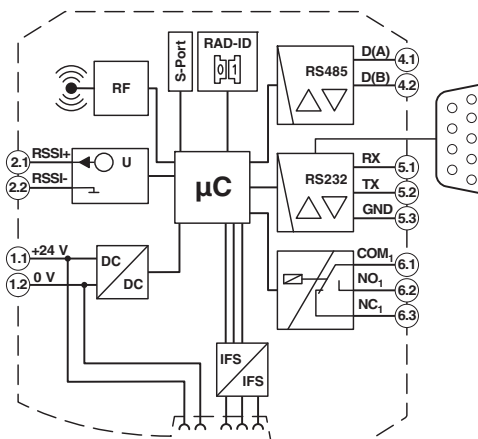 S-Port
RAD-ID
0 1
RF
RS485
D(A) 4.1
D(B) 4.2
2.1 RSSI+
2.2 RSSI-
U
µC
RS232
RX 5.1
TX 5.2
GND 5.3
1.1 +24 V
1.2 0 V
DC
DC
COM1 6.1
NO1 6.2
NC1 6.3
IFS
IFS